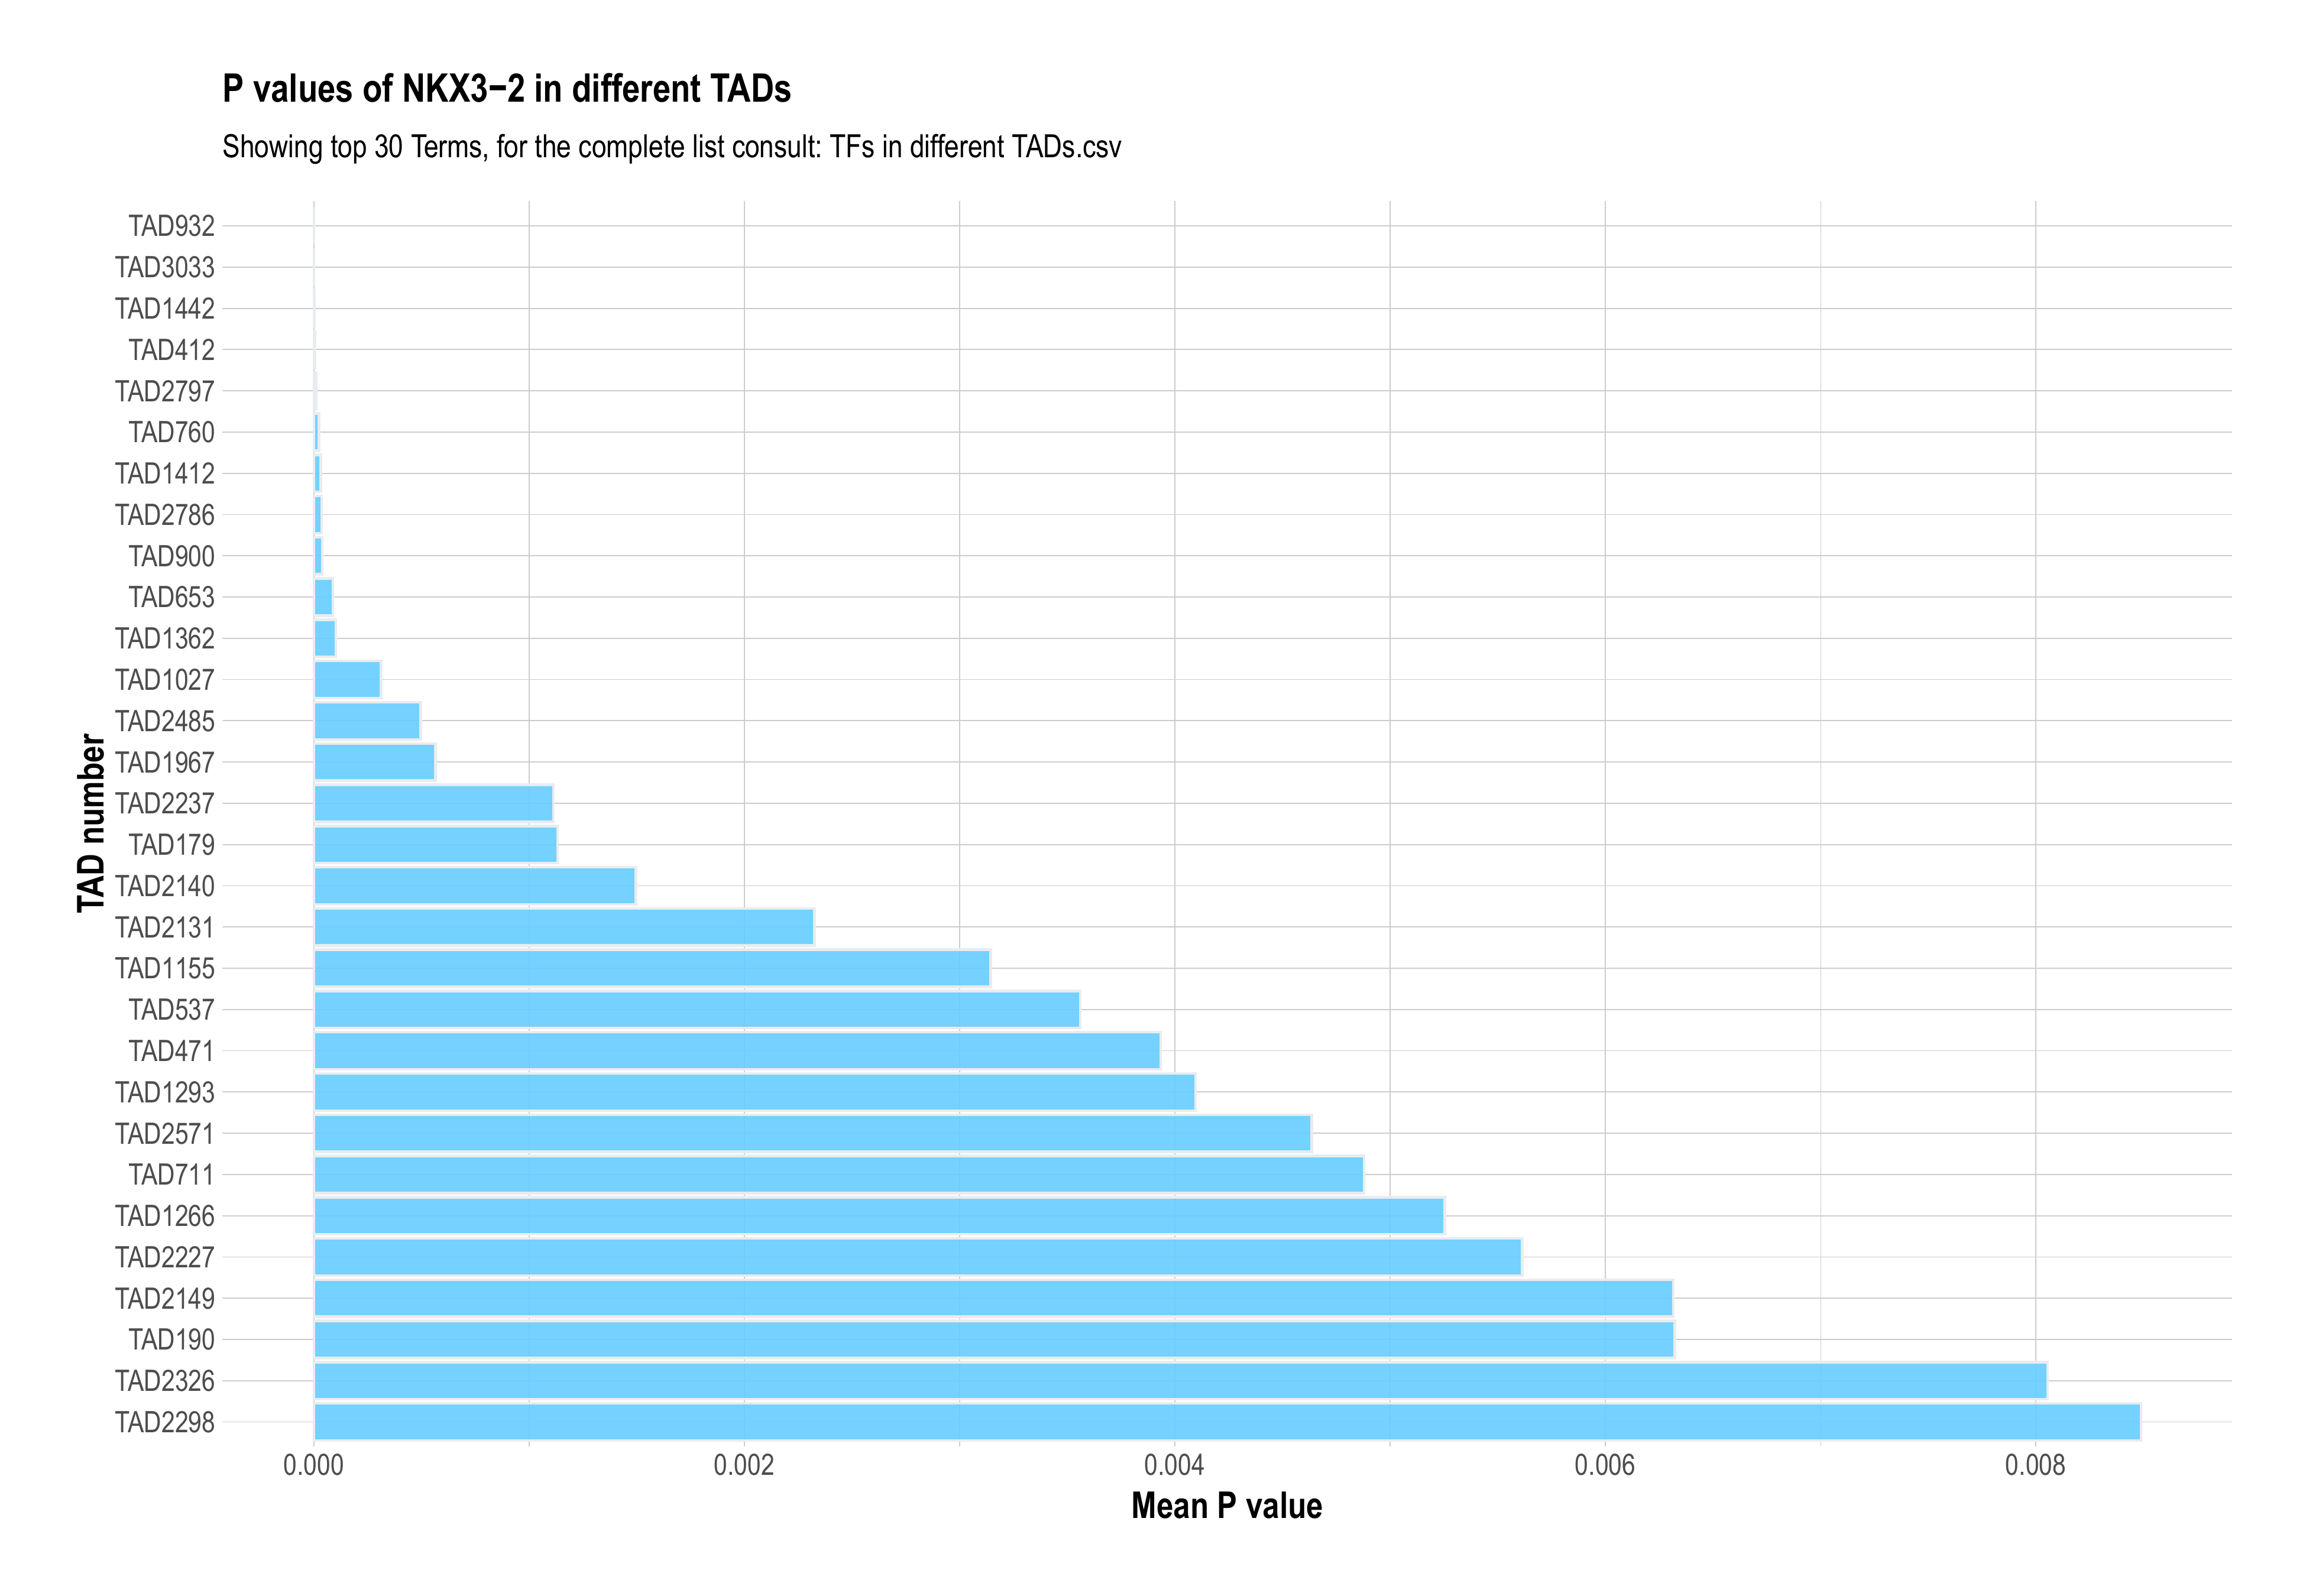 P values of NKX3−2 in different TADs
Showing top 30 Terms, for the complete list consult: TFs in different TADs.csv
TAD number
TAD932
TAD3033
TAD1442
TAD412
TAD2797
TAD760
TAD1412
TAD2786
TAD900
TAD653
TAD1362
TAD1027
TAD2485
TAD1967
TAD2237
TAD179
TAD2140
TAD2131
TAD1155
TAD537
TAD471
TAD1293
TAD2571
TAD711
TAD1266
TAD2227
TAD2149
TAD190
TAD2326
TAD2298
0.000 0.002 0.004 0.006 0.008
Mean P value